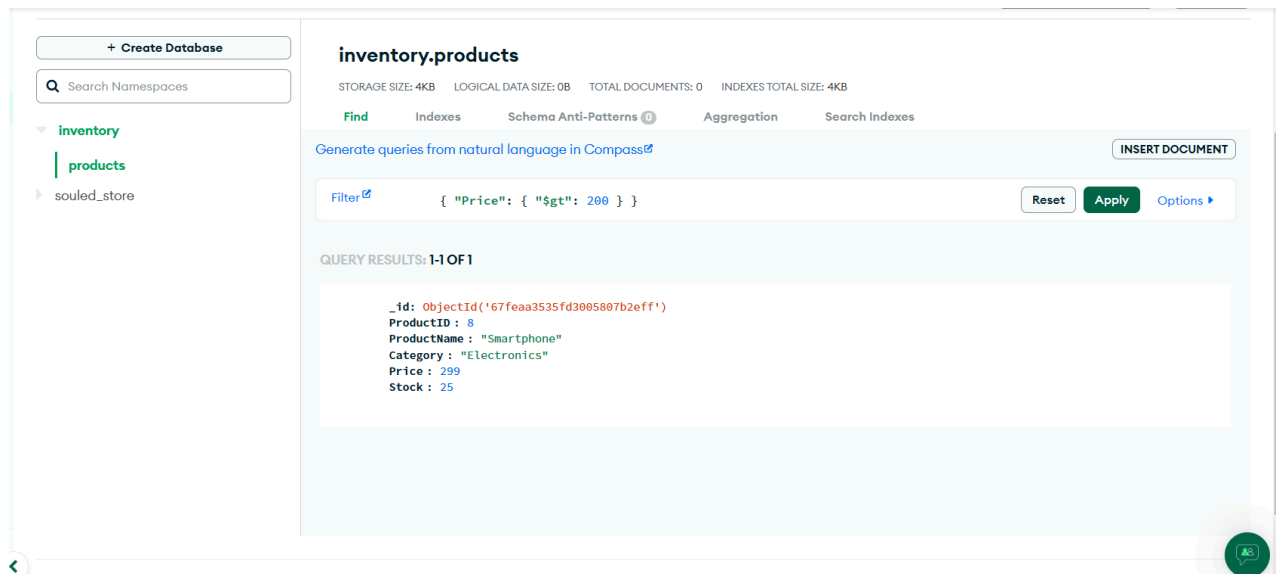 + Create Database
Search Namespaces
inventory
products
souled_store
inventory.products
STORAGE SIZE: 4KB LOGICAL DATA SIZE: 0B TOTAL DOCUMENTS: 0 INDEXES TOTAL SIZE: 4KB
Find Indexes Schema Anti-Patterns 0 Aggregation Search Indexes
Generate queries from natural language in Compass
INSERT DOCUMENT
Filter { "Price": { "$gt": 200 } } Reset Apply Options
QUERY RESULTS: 1-1 OF 1
_id: ObjectId('67feaa3535fd3005807b2eff')
ProductID : 8
ProductName : "Smartphone"
Category : "Electronics"
Price : 299
Stock : 25